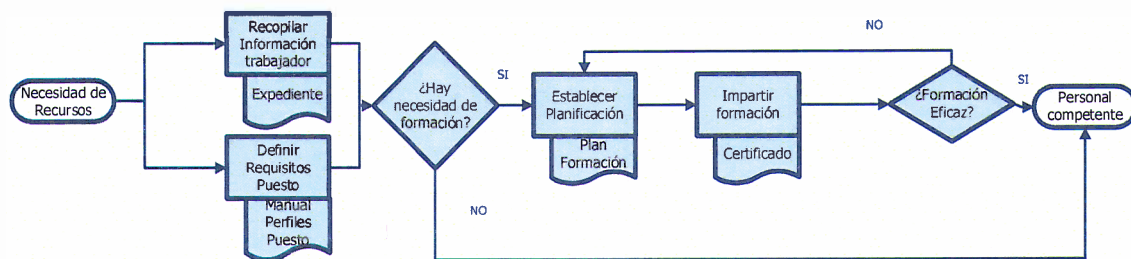 Necesidad de
Recursos
Recopilar
Información
trabajador
Expediente
Definir
Requisitos
Puesto
Manual
Perfiles
Puesto
¿Hay
necesidad de
formación?
SI
NO
Establecer
Planificación
Plan
Formación
Impartir
formación
Certificado
NO
¿Formación
Eficaz?
SI
Personal
competente